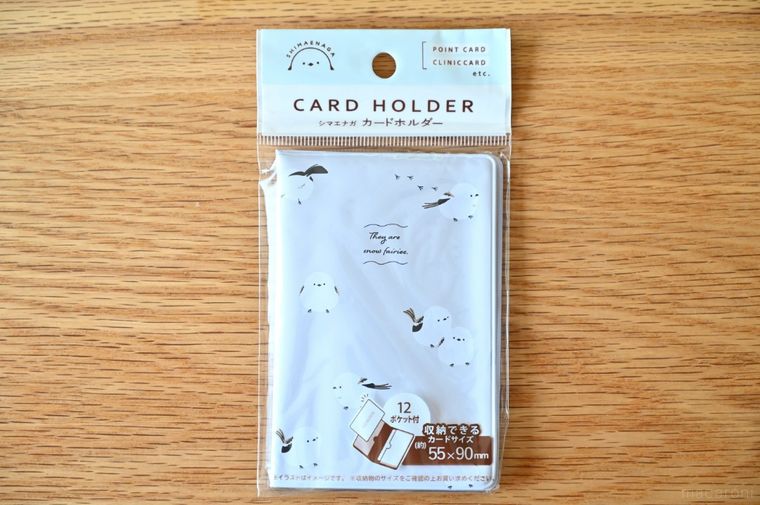 SHIMAENAGA
POINT CARD
CLINIC CARD
etc.
CARD HOLDER
シマエナガ カードホルダー
They are
snow fairies.
12
ポケット付
収納できる
カードサイズ
(約)55×90mm
※イラストはイメージです。 ※収納物のサイズをご確認の上お買い求めください。
macaroni